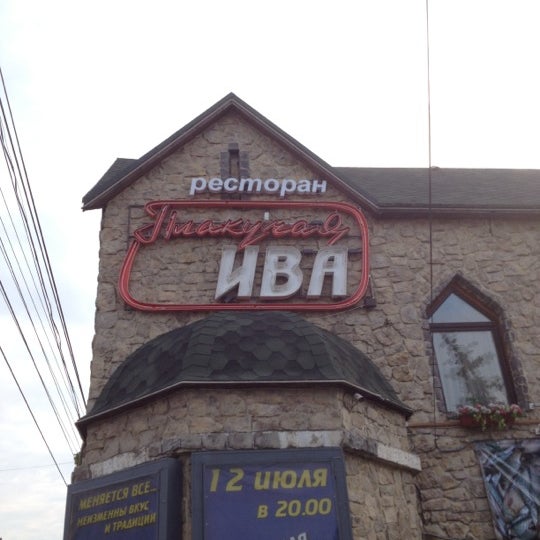 ресторан
Плакучая
ИВА
МЕНЯЕТСЯ ВСЕ...
НЕИЗМЕННЫ ВКУС
И ТРАДИЦИИ
12 ИЮЛЯ
в 20.00